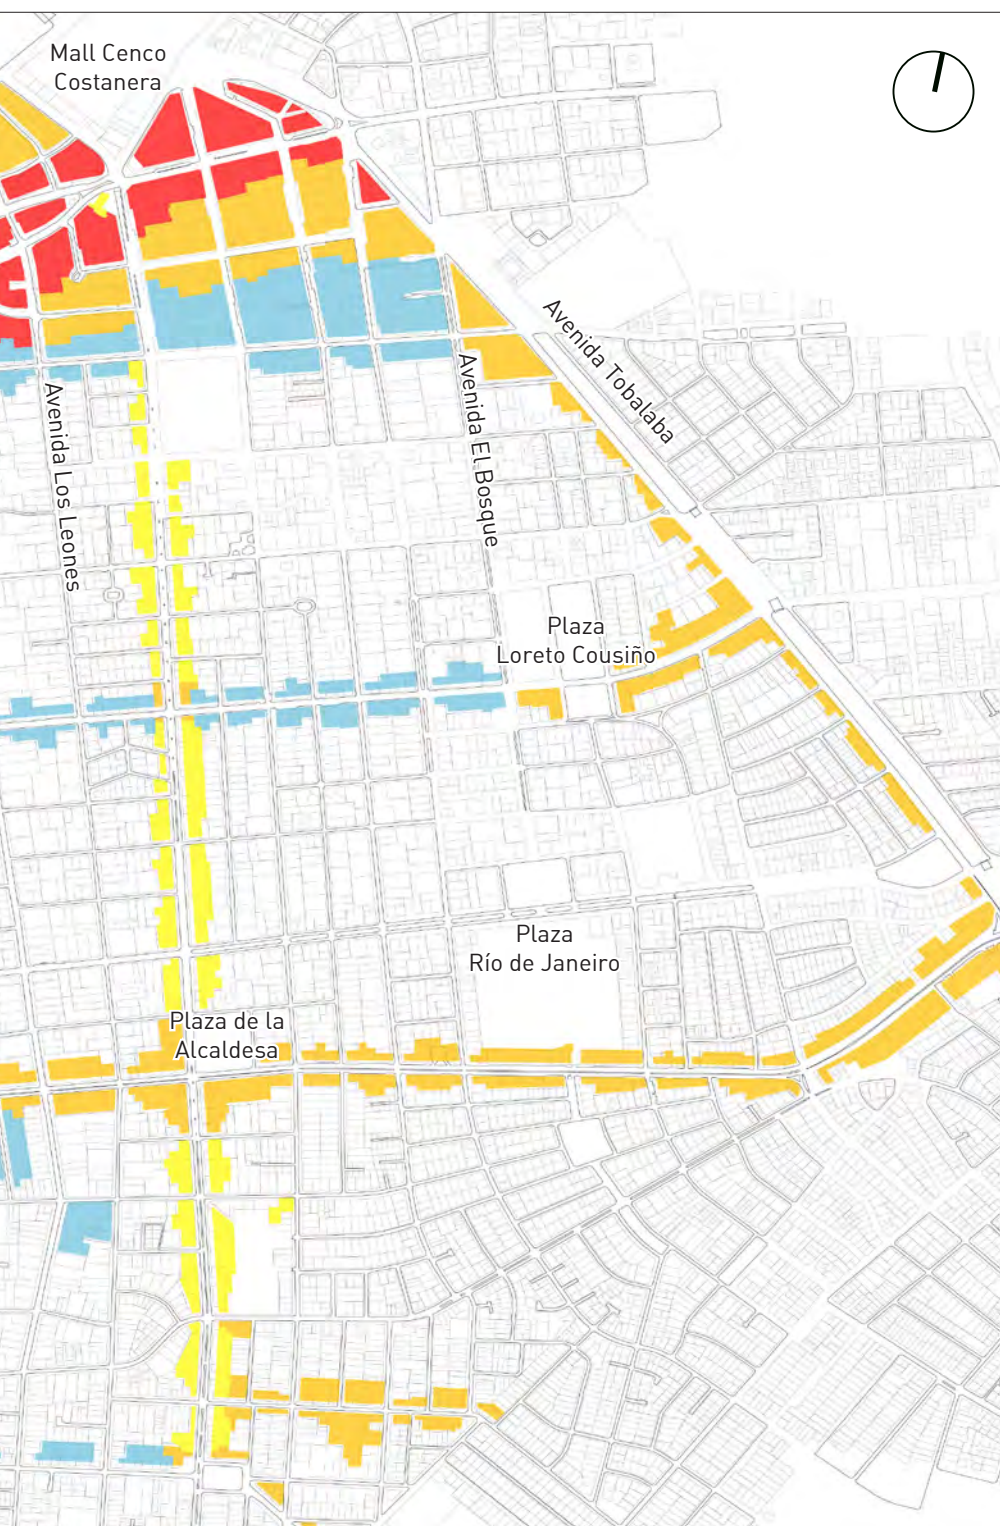 Mall Cenco
Costanera
Avenida Tobalaba
Avenida El Bosque
Avenida Los Leones
Plaza
Loreto Cousiño
Plaza
Río de Janeiro
Plaza de la
Alcaldesa